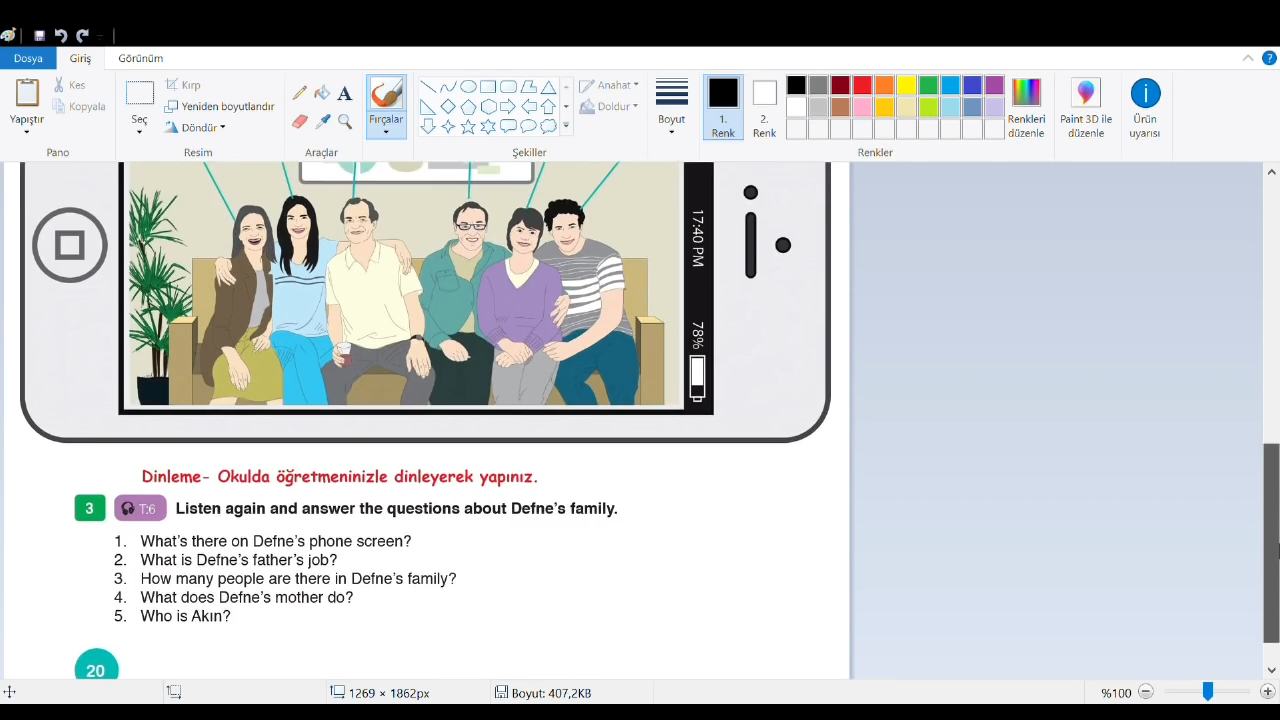 Dosya Giriş Görünüm
Yapıştır
Kes
Kopyala
Seç
Kırp
Yeniden boyutlandır
Döndür
Fırçalar
Anahat
Doldur
Boyut
1. Renk
2. Renk
Renkleri düzenle
Paint 3D ile düzenle
Ürün uyarısı
Pano Resim Araçlar Şekiller Renkler
17:40 PM
78%
Dinleme- Okulda öğretmeninizle dinleyerek yapınız.
3 T:6 Listen again and answer the questions about Defne's family.
1. What's there on Defne's phone screen?
2. What is Defne's father's job?
3. How many people are there in Defne's family?
4. What does Defne's mother do?
5. Who is Akın?
20
1269 × 1862px Boyut: 407,2KB %100